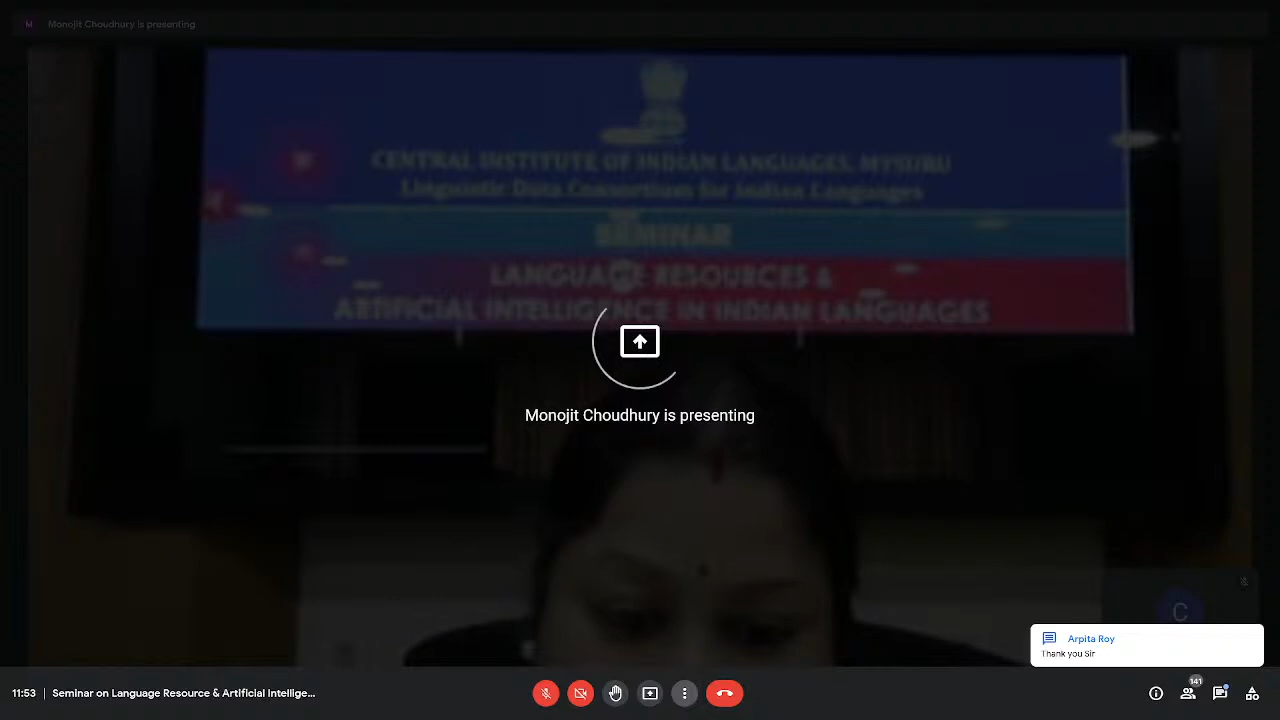 M Monojit Choudhury is presenting
CENTRAL INSTITUTE OF INDIAN LANGUAGES, MYSURU
Linguistic Data Consortium for Indian Languages
SEMINAR
LANGUAGE RESOURCES &
ARTIFICIAL INTELLIGENCE IN INDIAN LANGUAGES
Monojit Choudhury is presenting
C
Arpita Roy
Thank you Sir
11:53 | Seminar on Language Resource & Artificial Intellige...
141